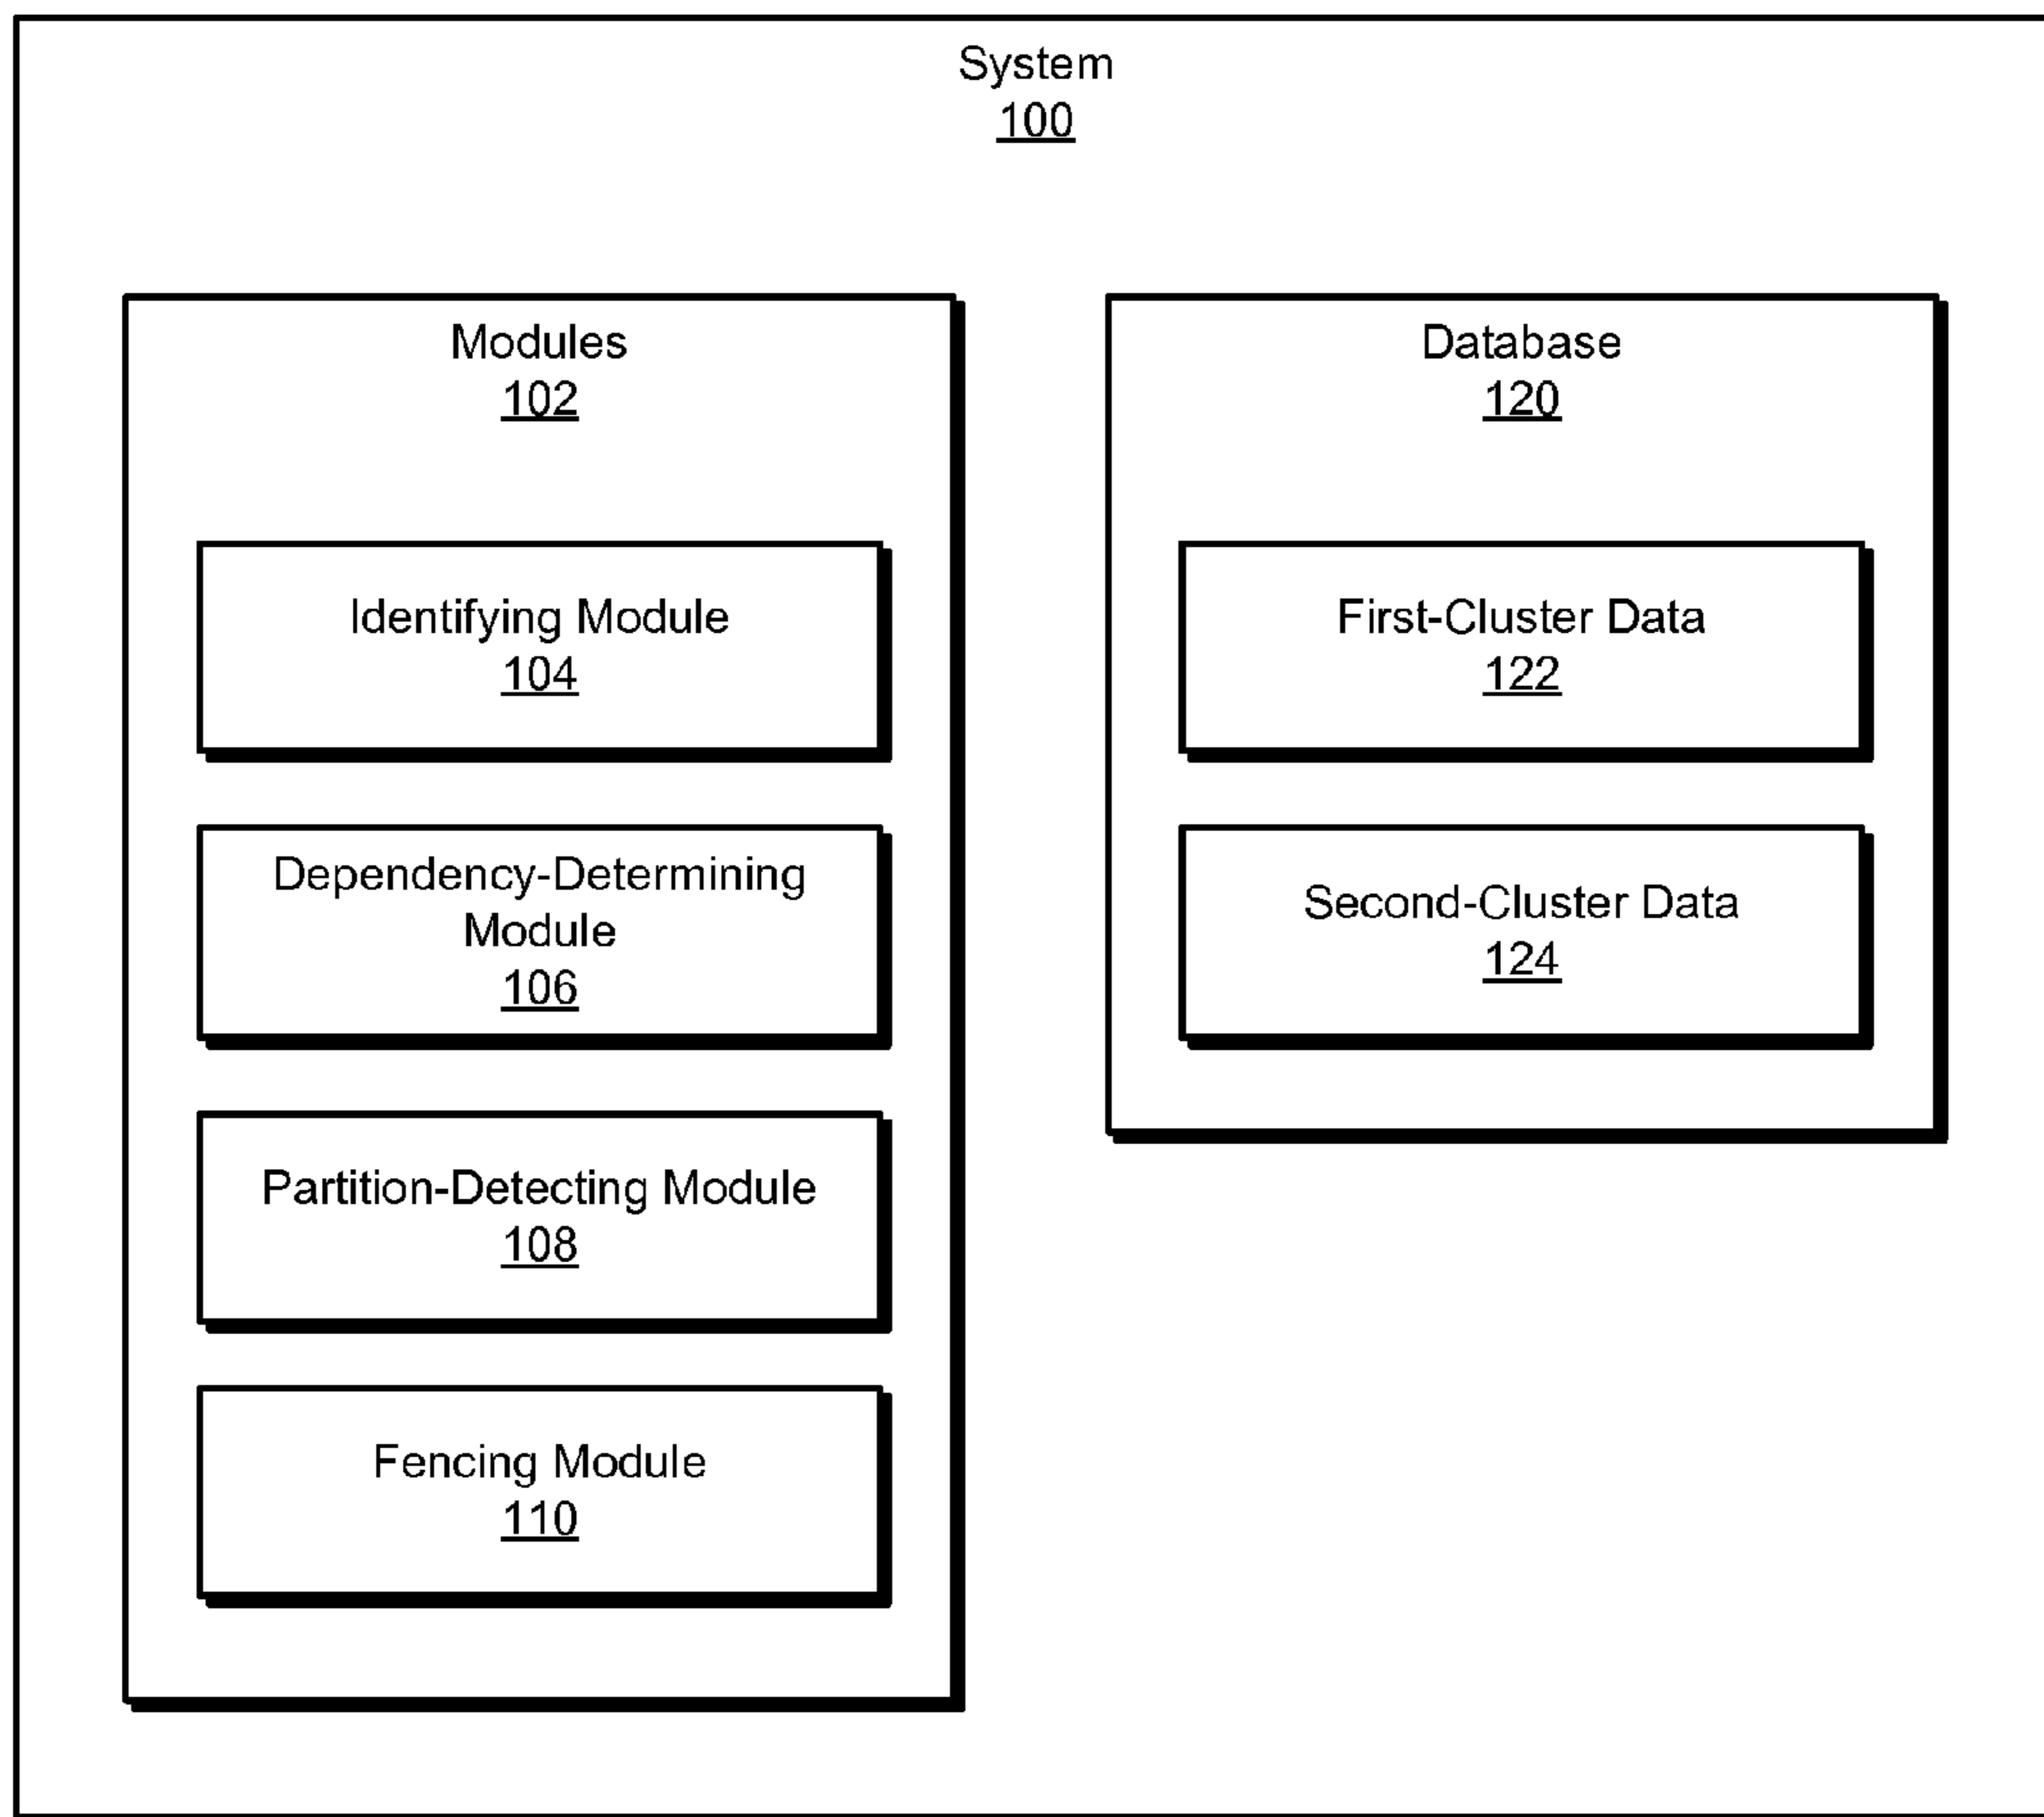 System
100
Modules
102
Identifying Module
104
Dependency-Determining
Module
106
Partition-Detecting Module
108
Fencing Module
110
Database
120
First-Cluster Data
122
Second-Cluster Data
124